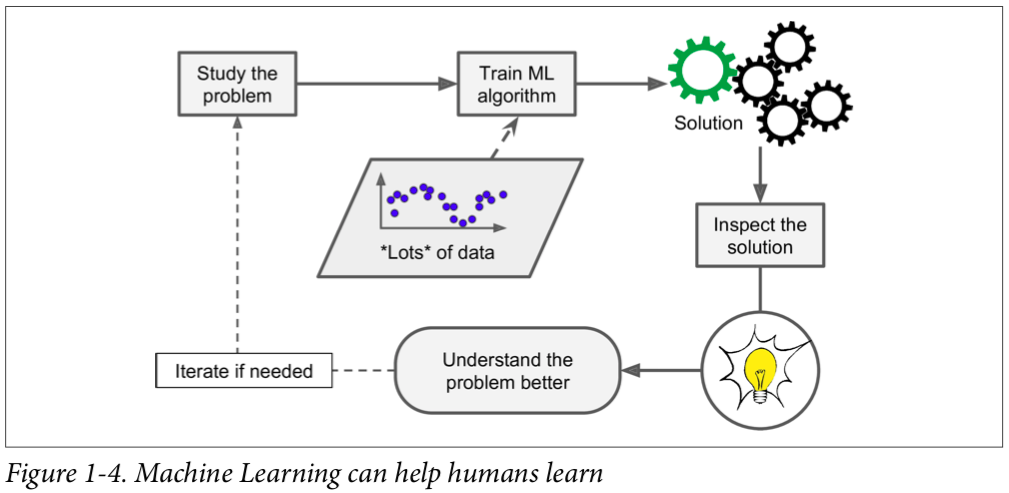 Study the
problem
Train ML
algorithm
Solution
*Lots* of data
Inspect the
solution
Understand the
problem better
Iterate if needed
Figure 1-4. Machine Learning can help humans learn